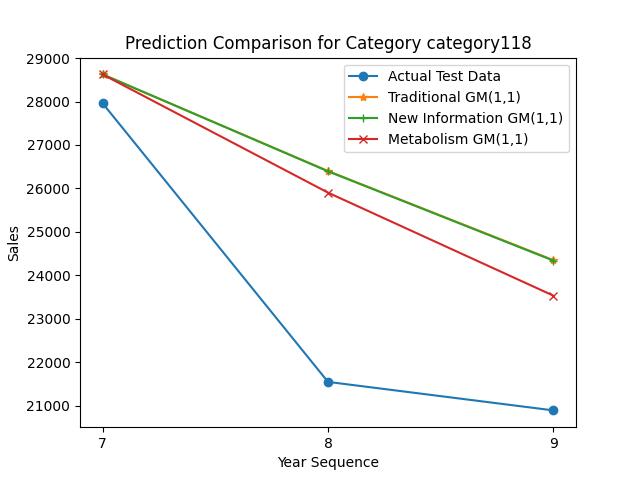 Prediction Comparison for Category category118
29000
28000
27000
26000
25000
24000
23000
22000
21000
Sales
Actual Test Data
Traditional GM(1,1)
New Information GM(1,1)
Metabolism GM(1,1)
7
8
9
Year Sequence